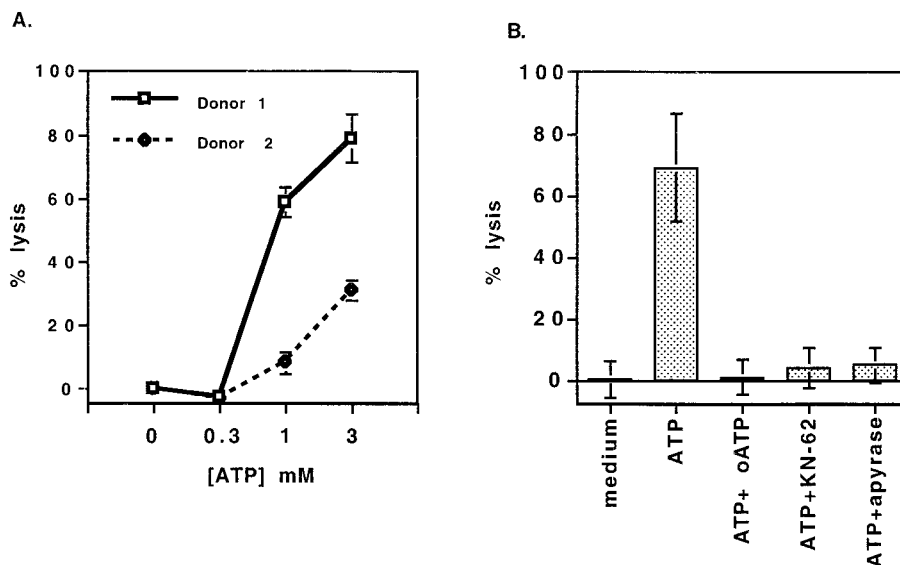 A.
100
80
60
40
20
0
% lysis
Donor 1
Donor 2
0 0.3 1 3
[ATP] mM
B.
100
80
60
40
20
0
% lysis
medium
ATP
ATP+ oATP
ATP+KN-62
ATP+apyrase